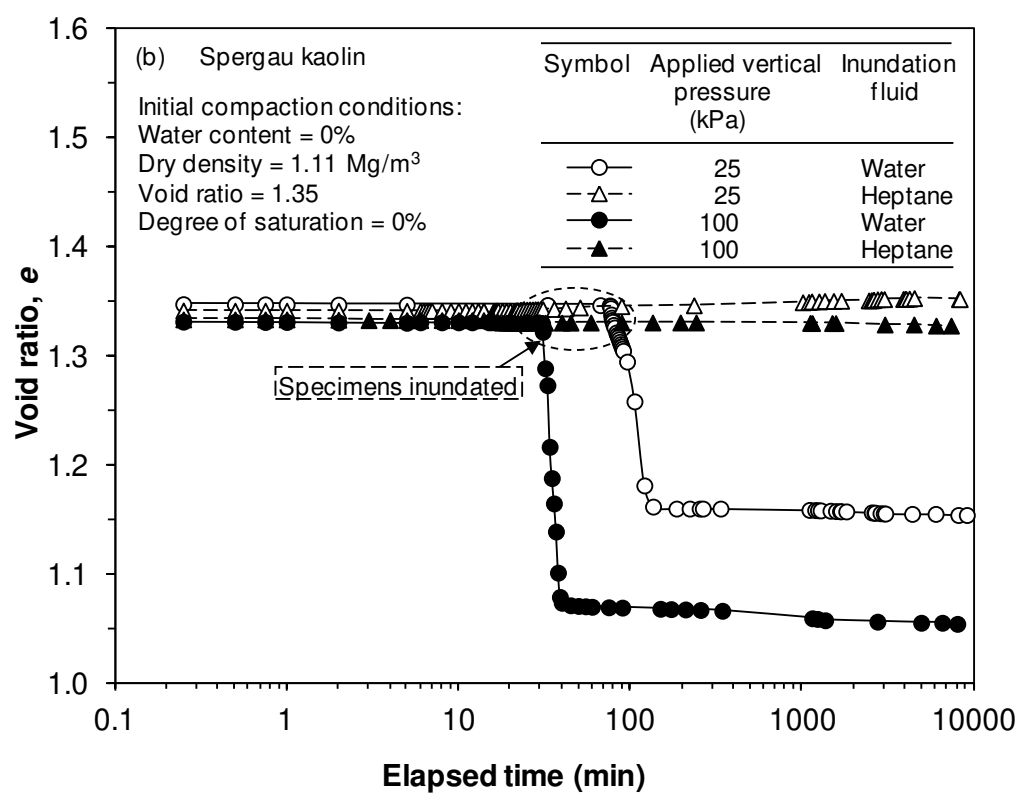 (b) Spergau kaolin
Initial compaction conditions:
Water content = 0%
Dry density = 1.11 Mg/m³
Void ratio = 1.35
Degree of saturation = 0%
Symbol Applied vertical pressure (kPa) Inundation fluid
25 Water
25 Heptane
100 Water
100 Heptane
Specimens inundated
Void ratio, e
1.6
1.5
1.4
1.3
1.2
1.1
1.0
0.1 1 10 100 1000 10000
Elapsed time (min)